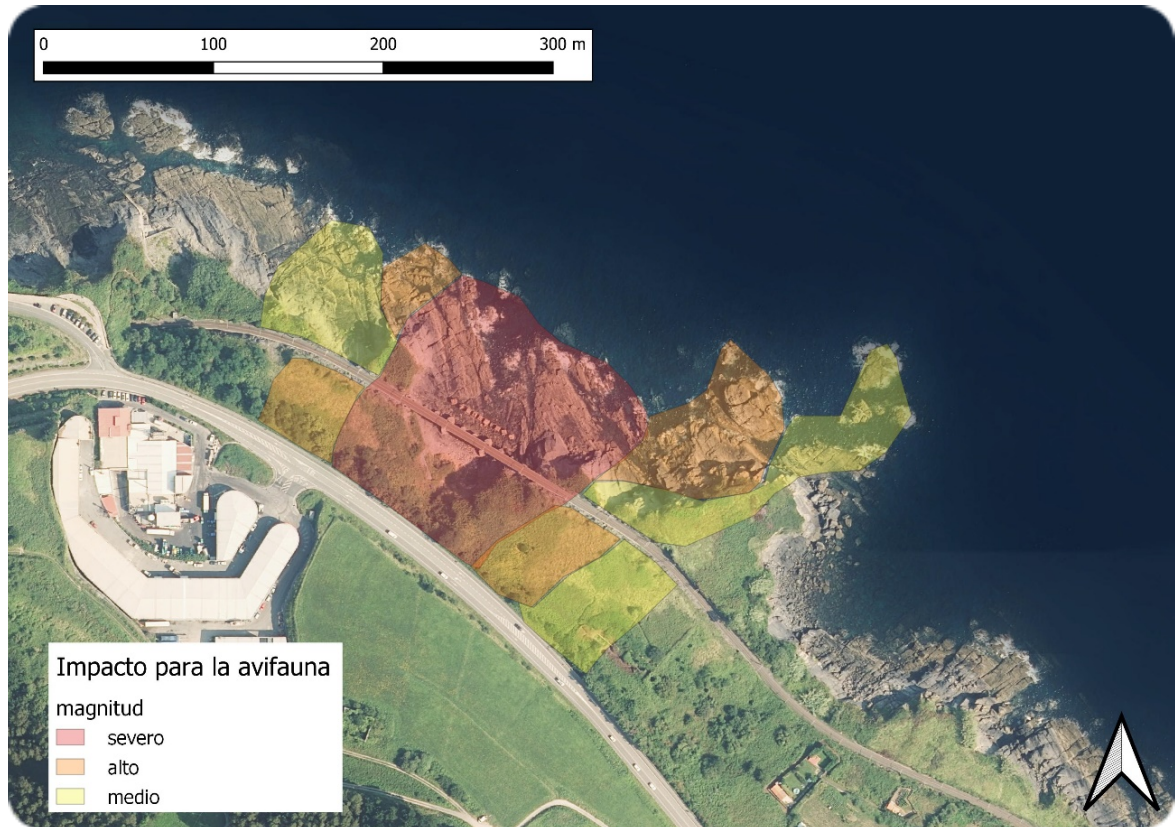 0 100 200 300 m
Impacto para la avifauna
magnitud
severo
alto
medio